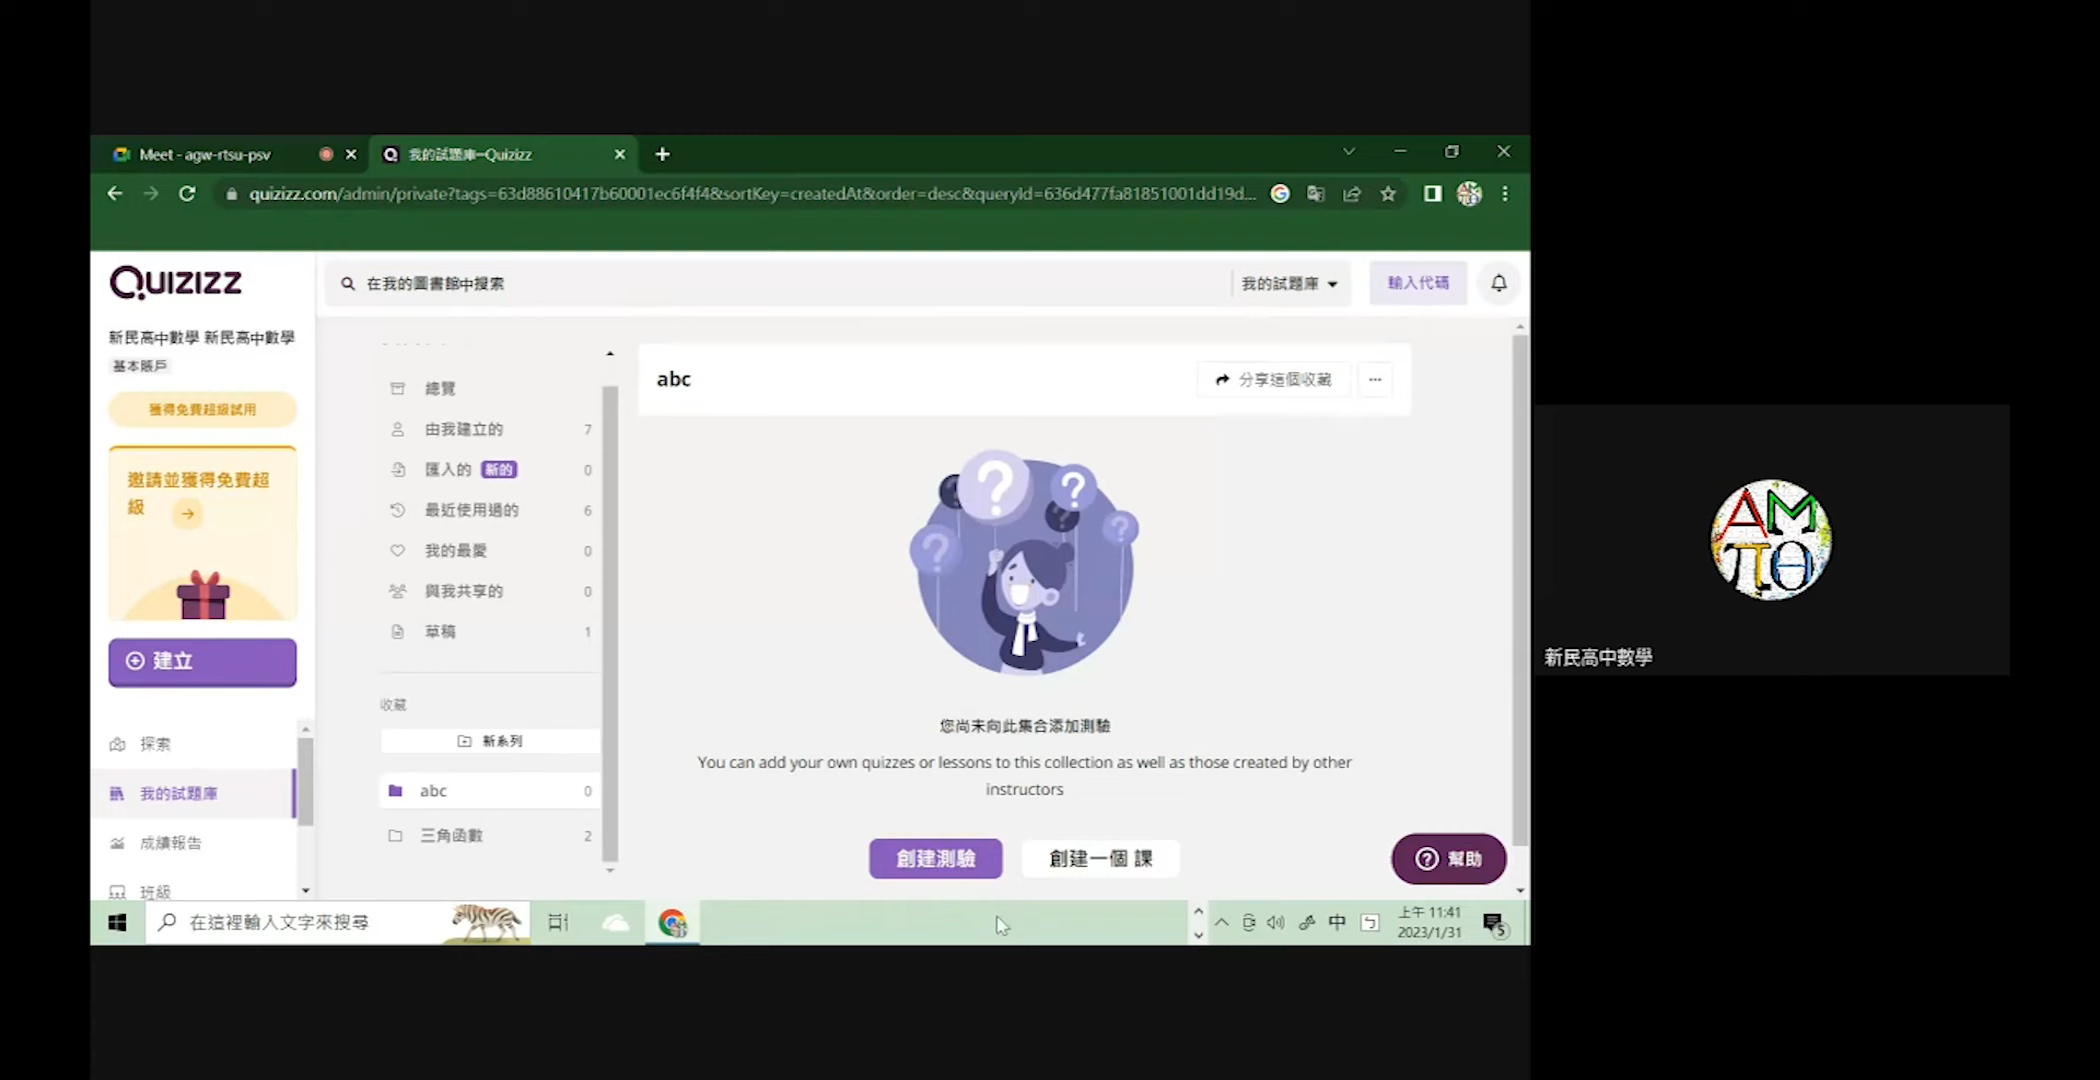 Meet - agw-rtsu-psv
我的試題庫—Quizizz
quizizz.com/admin/private?tags=63d88610417b60001ec6f4f4&sortKey=createdAt&order=desc&queryId=636d477fa81851001dd19d...
QUIZIZZ
在我的圖書館中搜索
我的試題庫
輸入代碼
新民高中數學 新民高中數學
基本賬戶
獲得免費超級試用
邀請並獲得免費超
級
建立
探索
我的試題庫
成績報告
班級
總覽
由我建立的 7
匯入的 新的 0
最近使用過的 6
我的最愛 0
與我共享的 0
草稿 1
收藏
新系列
abc 0
三角函數 2
abc
分享這個收藏
您尚未向此集合添加測驗
You can add your own quizzes or lessons to this collection as well as those created by other
instructors
創建測驗
創建一個 課
幫助
在這裡輸入文字來搜尋
中
上午 11:41
2023/1/31
5
AM
πθ
新民高中數學